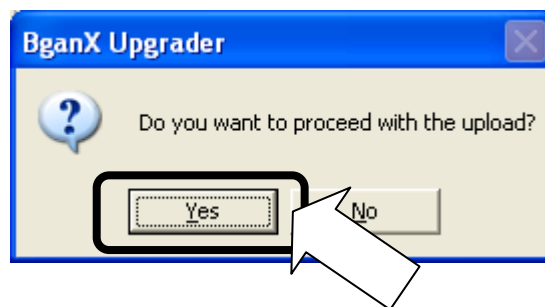 BganX Upgrader
Do you want to proceed with the upload?
Yes
No